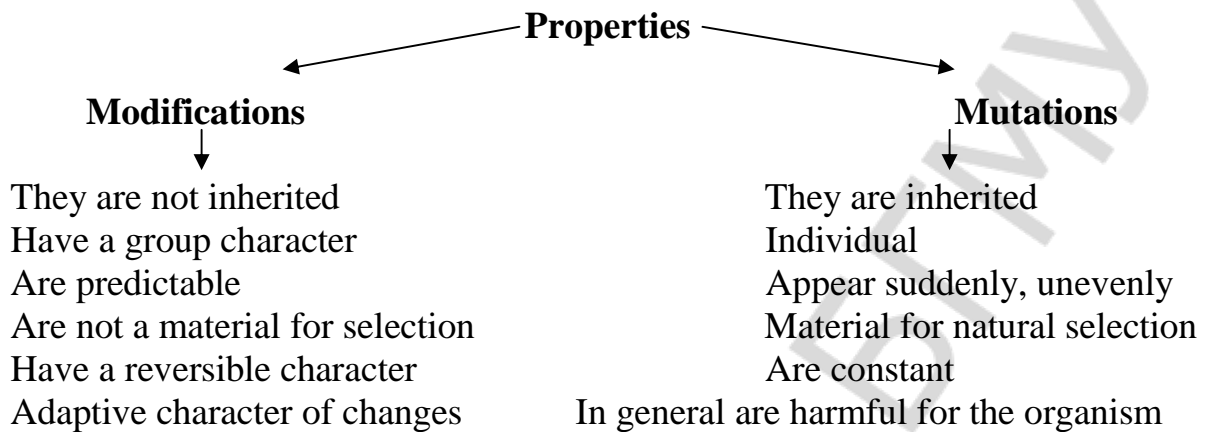 Properties
Modifications Mutations
They are not inherited They are inherited
Have a group character Individual
Are predictable Appear suddenly, unevenly
Are not a material for selection Material for natural selection
Have a reversible character Are constant
Adaptive character of changes In general are harmful for the organism
БГМУ